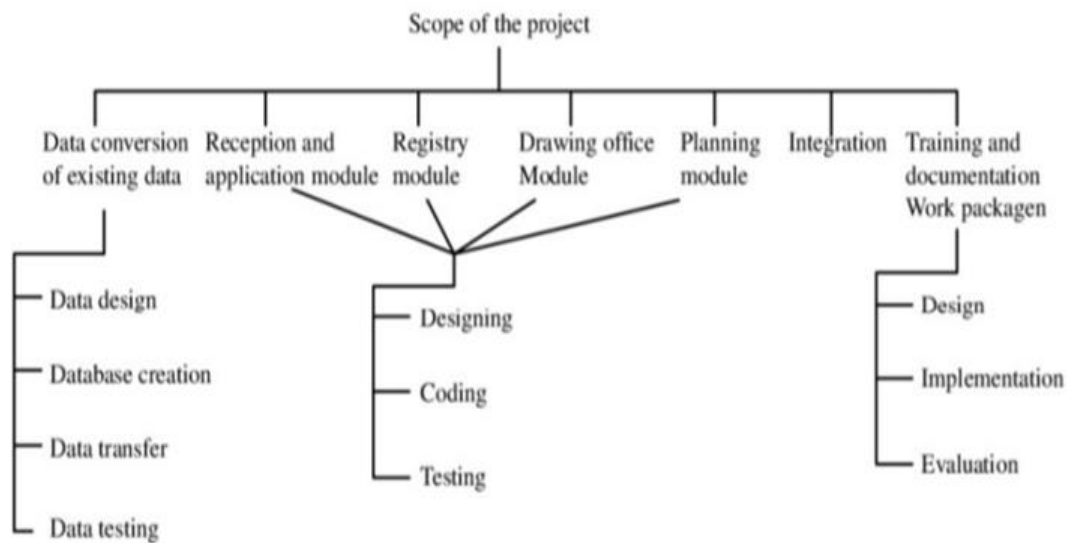 Scope of the project
Data conversion
of existing data
Reception and
application module
Registry
module
Drawing office
Module
Planning
module
Integration
Training and
documentation
Work packagen
Data design
Database creation
Data transfer
Data testing
Designing
Coding
Testing
Design
Implementation
Evaluation